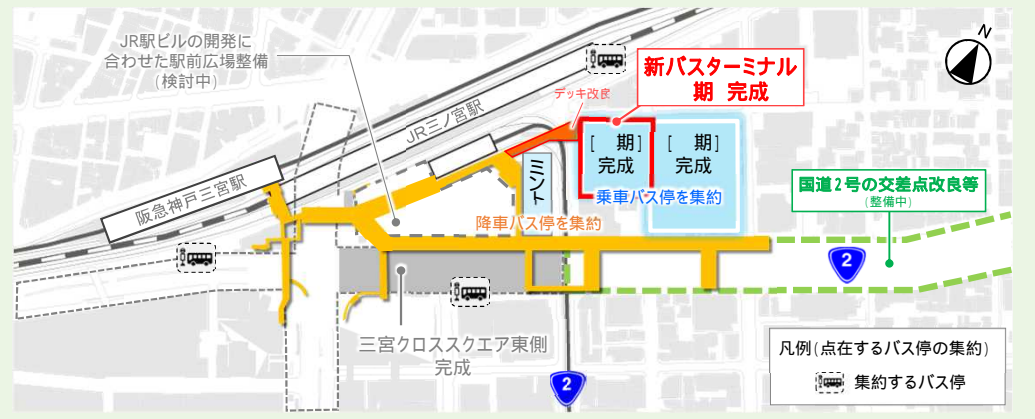 JR駅ビルの開発に
合わせた駅前広場整備
(検討中)
N
新バスターミナル
期 完成
デッキ改良
JR三ノ宮駅
[ 期]
完成
[ 期]
完成
ミント
乗車バス停を集約
阪急神戸三宮駅
降車バス停を集約
国道2号の交差点改良等
(整備中)
2
三宮クロススクエア東側
完成
2
凡例(点在するバス停の集約)
集約するバス停